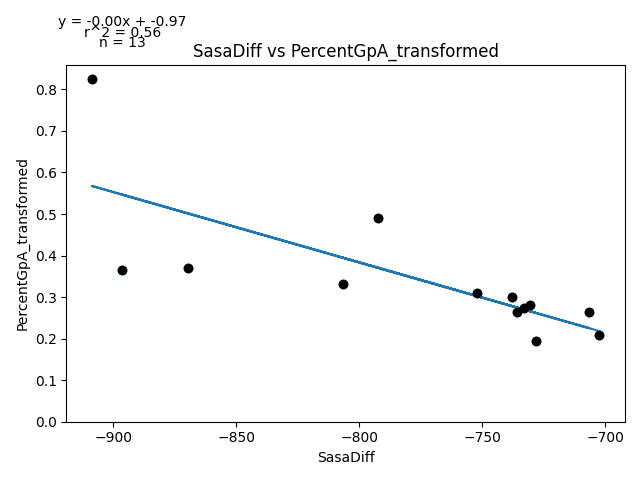 y = -0.00x + -0.97
r^2 = 0.56
n = 13
SasaDiff vs PercentGpA_transformed
PercentGpA_transformed
0.8
0.7
0.6
0.5
0.4
0.3
0.2
0.1
0.0
−900
−850
−800
−750
−700
SasaDiff